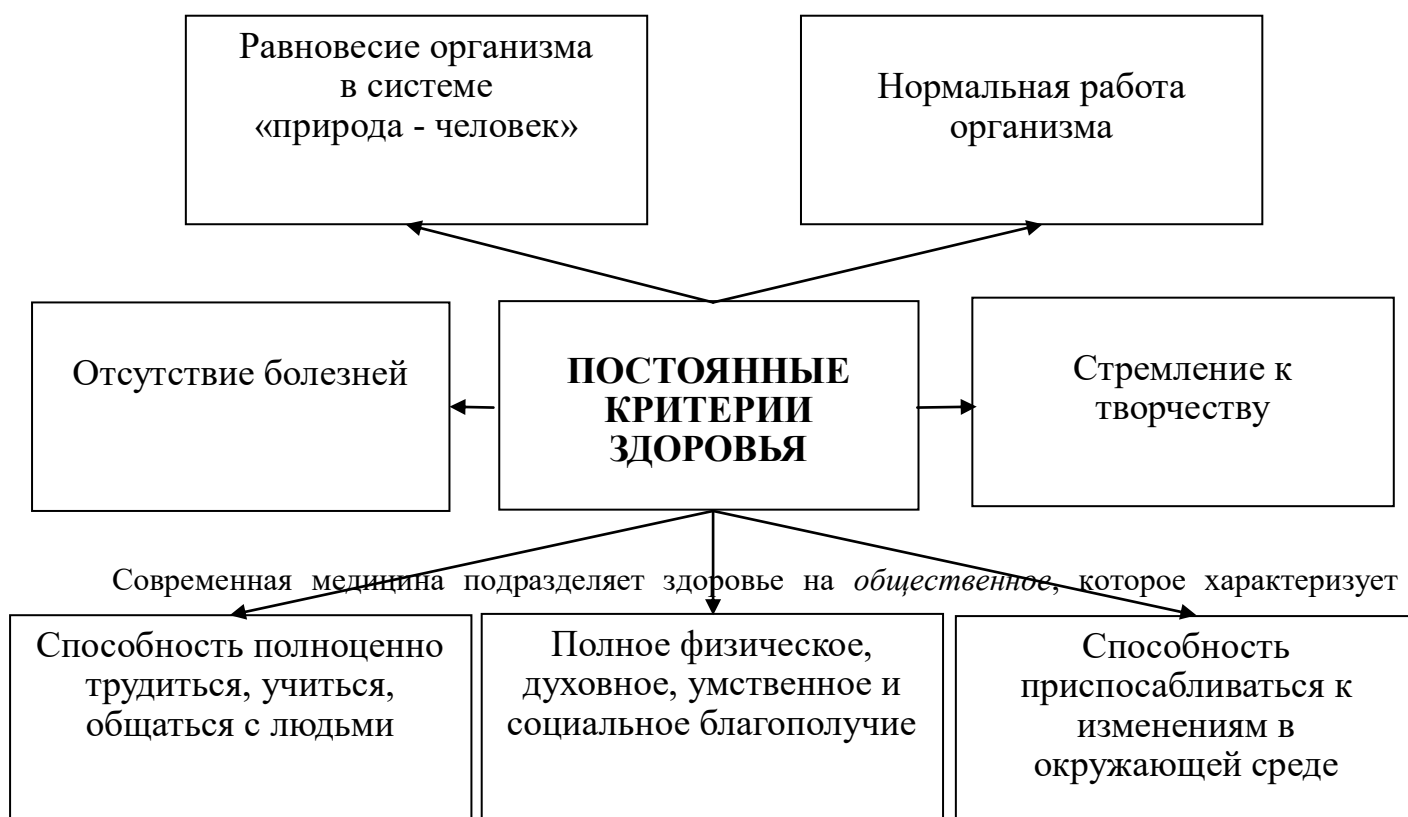 Равновесие организма
в системе
«природа - человек»
Нормальная работа
организма
Отсутствие болезней
ПОСТОЯННЫЕ
КРИТЕРИИ
ЗДОРОВЬЯ
Стремление к
творчеству
Современная медицина подразделяет здоровье на общественное, которое характеризует
Способность полноценно
трудиться, учиться,
общаться с людьми
Полное физическое,
духовное, умственное и
социальное благополучие
Способность
приспосабливаться к
изменениям в
окружающей среде